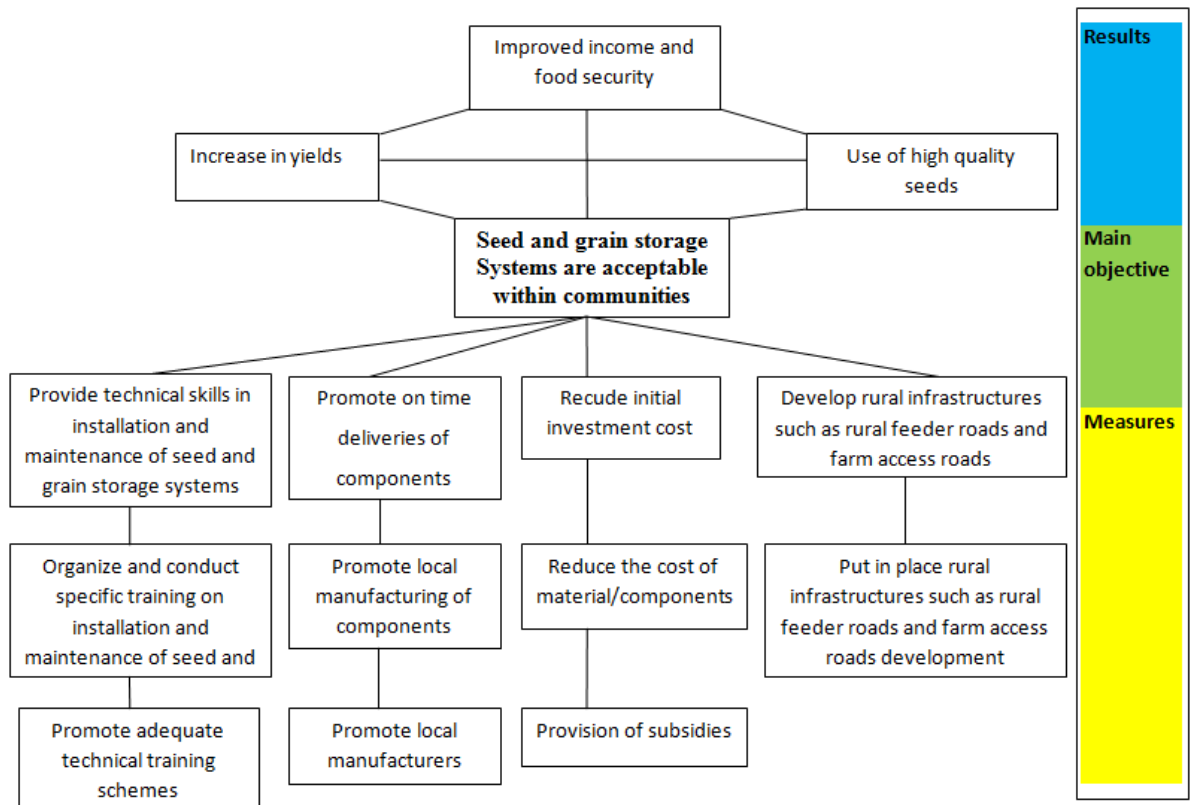 Improved income and
food security
Results
Increase in yields
Use of high quality
seeds
Seed and grain storage
Systems are acceptable
within communities
Main
objective
Provide technical skills in
installation and
maintenance of seed and
grain storage systems
Promote on time
deliveries of
components
Recude initial
investment cost
Develop rural infrastructures
such as rural feeder roads and
farm access roads
Measures
Organize and conduct
specific training on
installation and
maintenance of seed and
Promote local
manufacturing of
components
Reduce the cost of
material/components
Put in place rural
infrastructures such as rural
feeder roads and farm access
roads development
Promote adequate
technical training
schemes
Promote local
manufacturers
Provision of subsidies